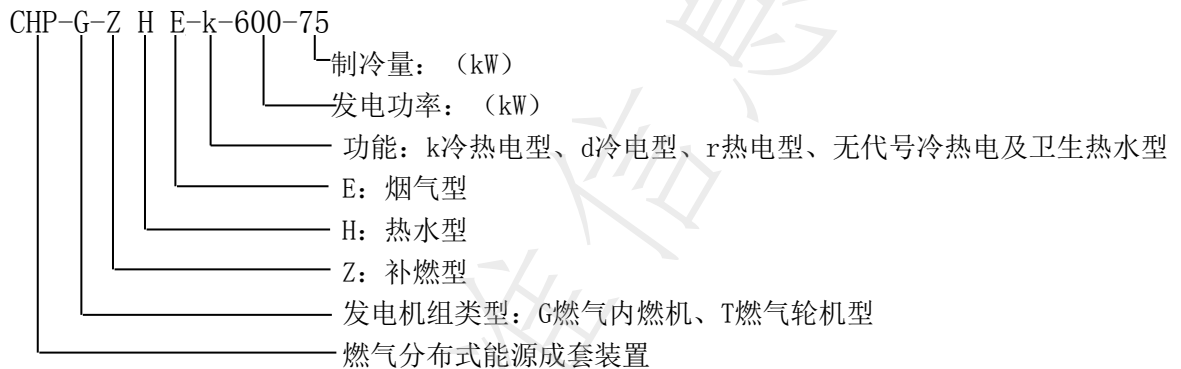 CHP-G-Z H E-k-600-75
制冷量：（kW）
发电功率：（kW）
功能：k冷热电型、d冷电型、r热电型、无代号冷热电及卫生热水型
E：烟气型
H：热水型
Z：补燃型
发电机组类型：G燃气内燃机、T燃气轮机型
燃气分布式能源成套装置